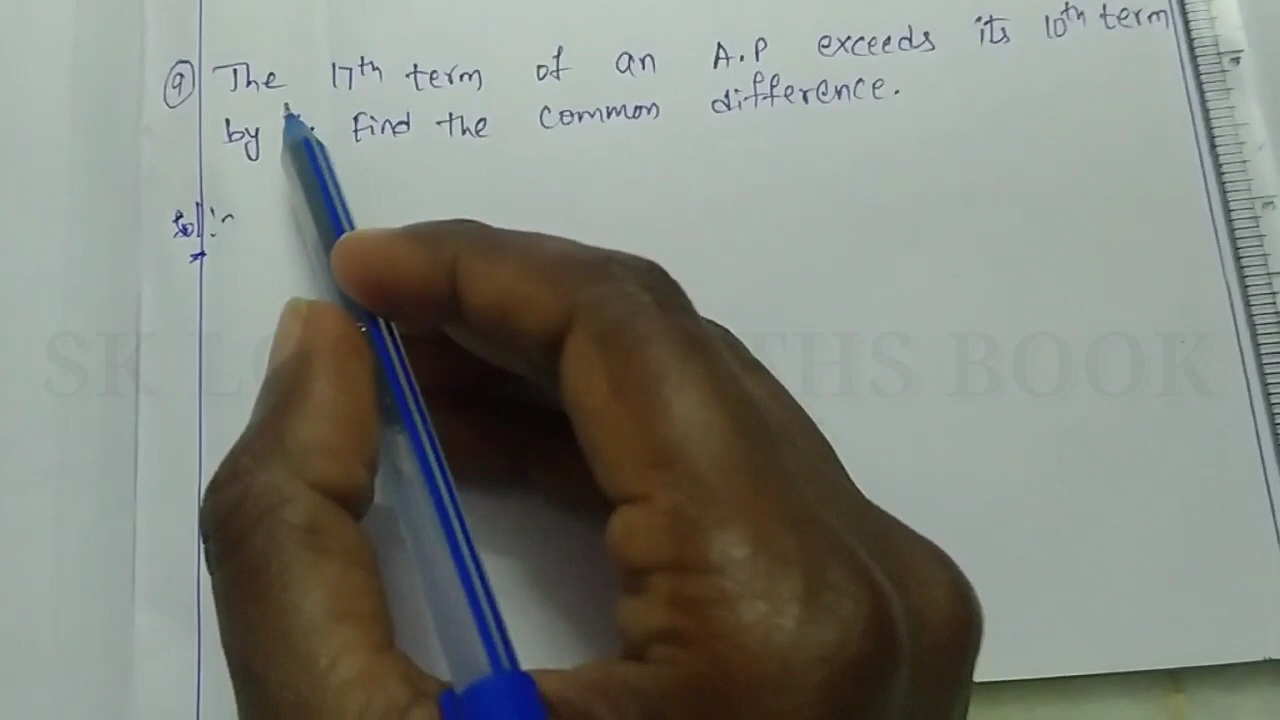 9 The 17th term of an A.P exceeds its 10th term
by find the common difference.
Sol:-